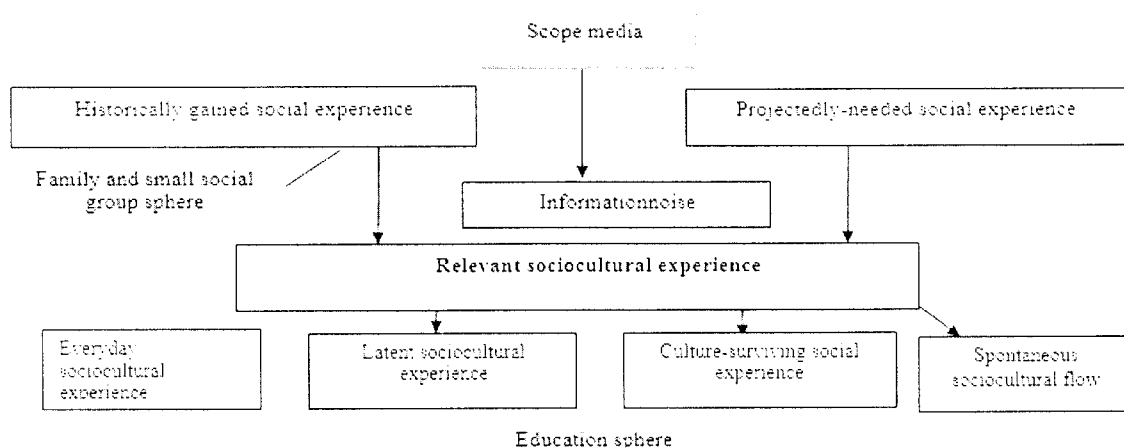 Scope media
Historically gained social experience
Projectedly-needed social experience
Family and small social
group sphere
Informationnoise
Relevant sociocultural experience
Everyday
sociocultural
experience
Latent sociocultural
experience
Culture-surviving social
experience
Spontaneous
sociocultural flow
Education sphere